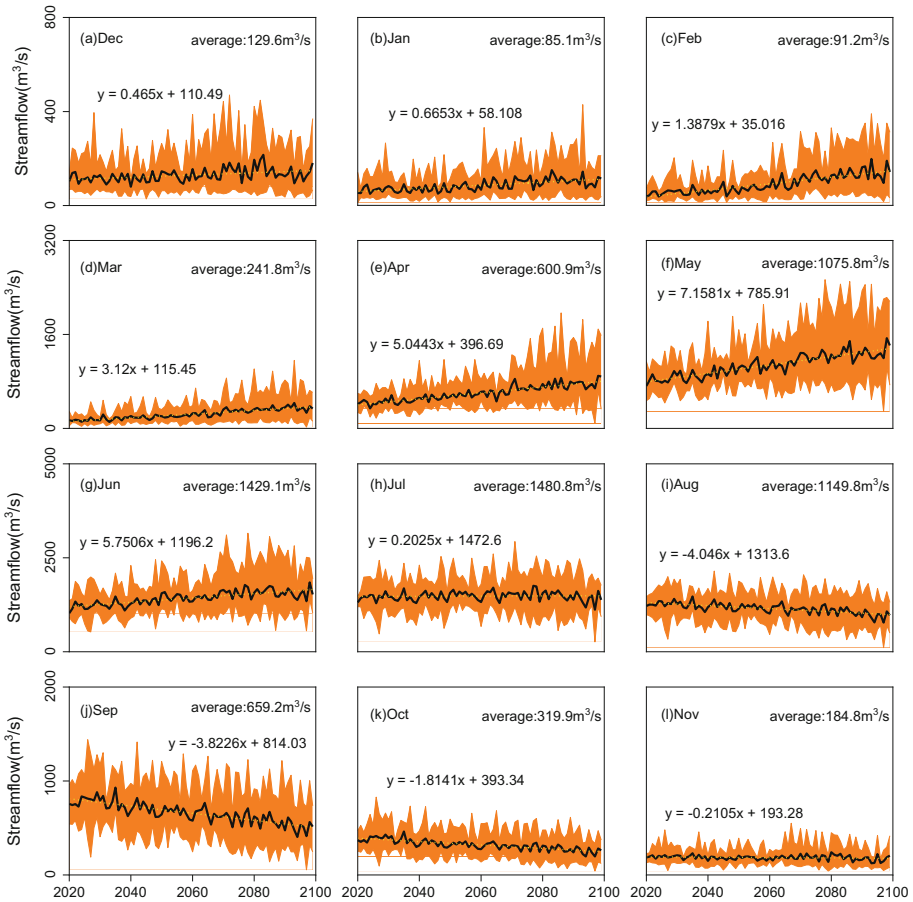 800
400
0
Streamflow(m³/s)
(a)Dec
average:129.6m³/s
y = 0.465x + 110.49
(b)Jan
average:85.1m³/s
y = 0.6653x + 58.108
(c)Feb
average:91.2m³/s
y = 1.3879x + 35.016
3200
1600
0
Streamflow(m³/s)
(d)Mar
average:241.8m³/s
y = 3.12x + 115.45
(e)Apr
average:600.9m³/s
y = 5.0443x + 396.69
(f)May
average:1075.8m³/s
y = 7.1581x + 785.91
5000
2500
0
Streamflow(m³/s)
(g)Jun
average:1429.1m³/s
y = 5.7506x + 1196.2
(h)Jul
average:1480.8m³/s
y = 0.2025x + 1472.6
(i)Aug
average:1149.8m³/s
y = -4.046x + 1313.6
2000
1000
0
Streamflow(m³/s)
(j)Sep
average:659.2m³/s
y = -3.8226x + 814.03
(k)Oct
average:319.9m³/s
y = -1.8141x + 393.34
(l)Nov
average:184.8m³/s
y = -0.2105x + 193.28
2020 2040 2060 2080 2100
2020 2040 2060 2080 2100
2020 2040 2060 2080 2100